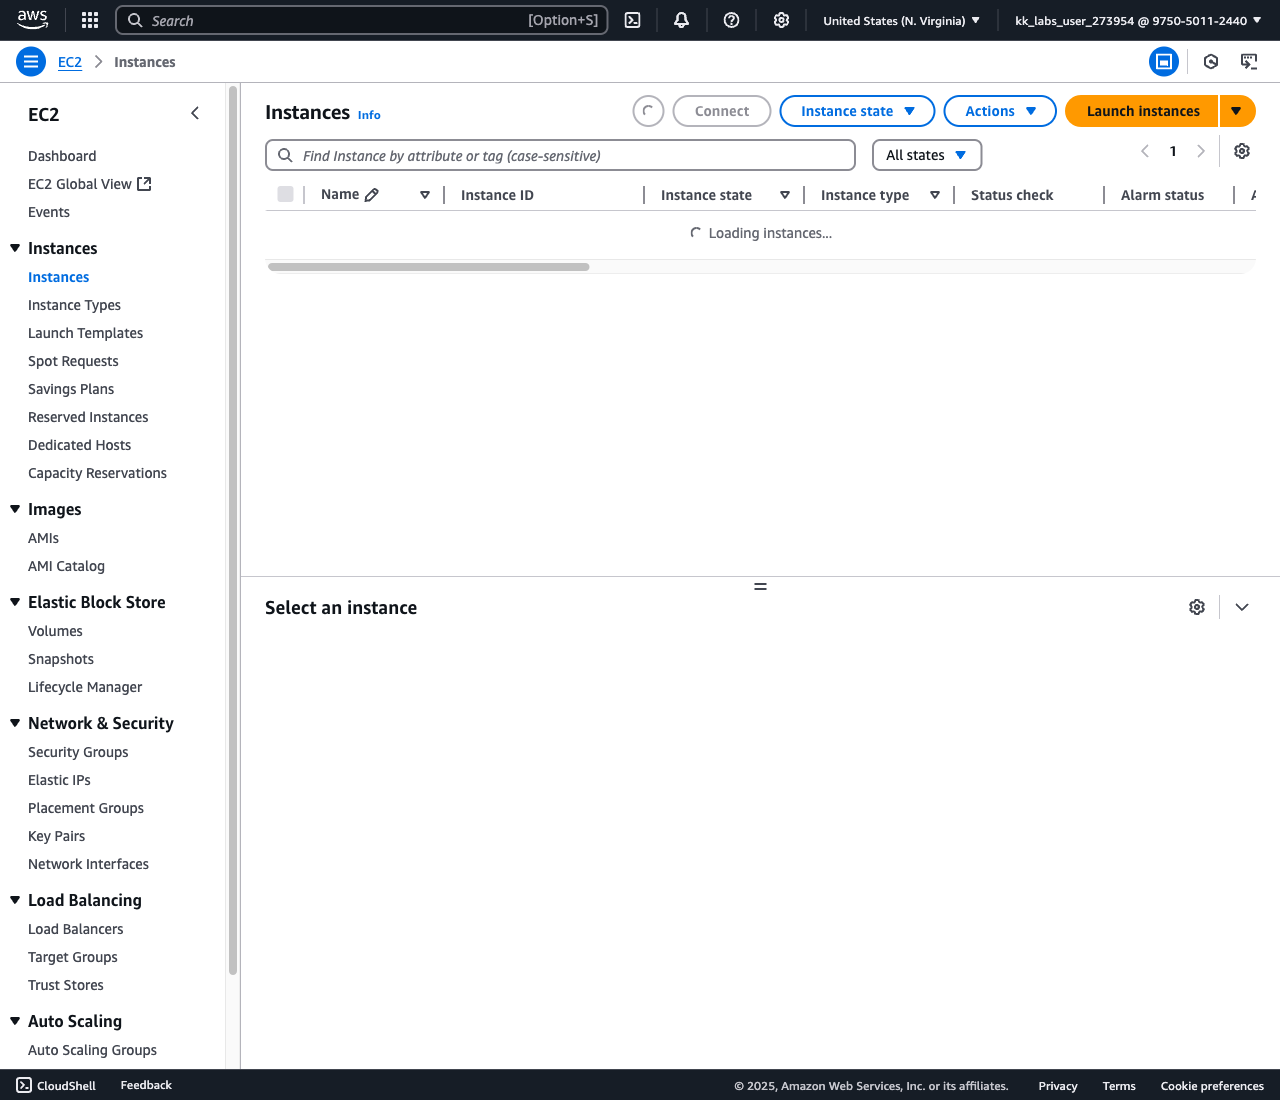 aws
Search
[Option+S]
United States (N. Virginia)
kk_labs_user_273954 @ 9750-5011-2440
EC2
Instances
EC2
Dashboard
EC2 Global View
Events
Instances
Instances
Instance Types
Launch Templates
Spot Requests
Savings Plans
Reserved Instances
Dedicated Hosts
Capacity Reservations
Images
AMIs
AMI Catalog
Elastic Block Store
Volumes
Snapshots
Lifecycle Manager
Network & Security
Security Groups
Elastic IPs
Placement Groups
Key Pairs
Network Interfaces
Load Balancing
Load Balancers
Target Groups
Trust Stores
Auto Scaling
Auto Scaling Groups
Instances Info
Connect
Instance state
Actions
Launch instances
Find Instance by attribute or tag (case-sensitive)
All states
1
Name
Instance ID
Instance state
Instance type
Status check
Alarm status
Loading instances...
Select an instance
CloudShell
Feedback
© 2025, Amazon Web Services, Inc. or its affiliates.
Privacy
Terms
Cookie preferences